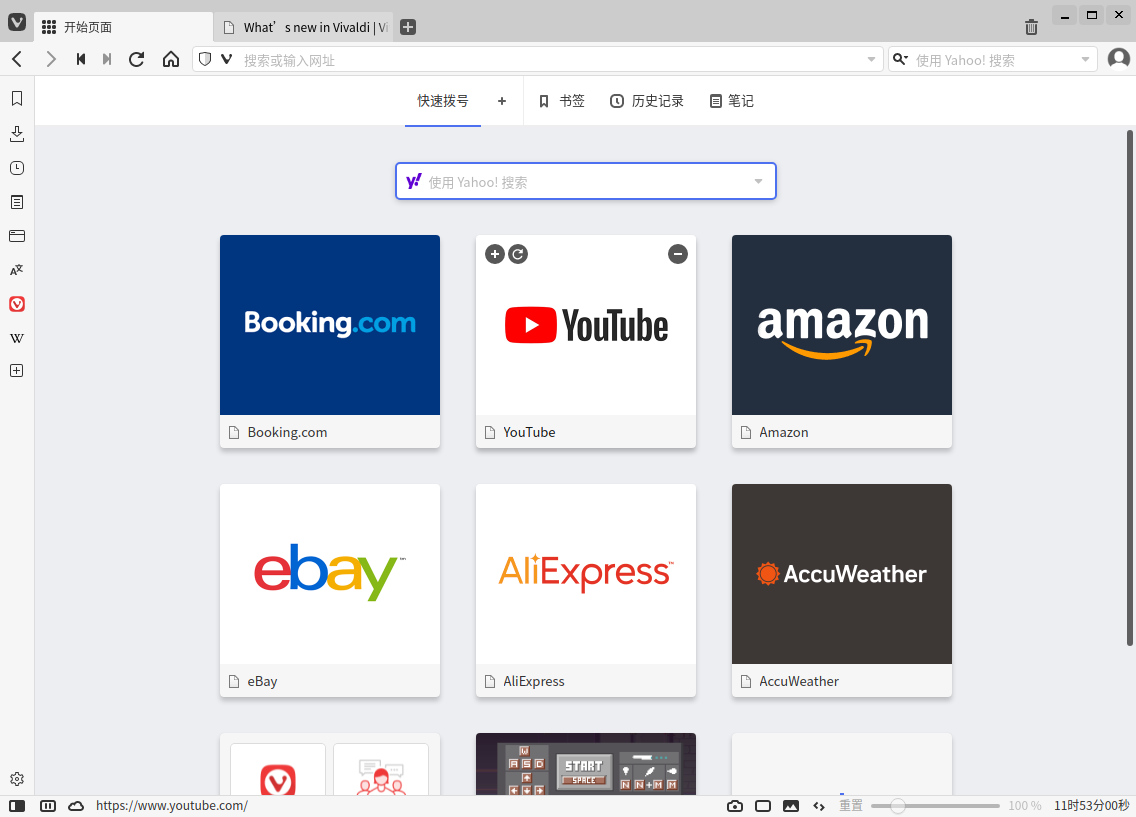 开始页面
What's new in Vivaldi | Vi
搜索或输入网址
使用 Yahoo! 搜索
快速拨号
书签
历史记录
笔记
y! 使用 Yahoo! 搜索
Booking.com
YouTube
amazon
Booking.com
YouTube
Amazon
ebay™
AliExpress™
AccuWeather
eBay
AliExpress
AccuWeather
W
A S D
START
SPACE
N N + M M
https://www.youtube.com/
重置
100 %
11时53分00秒